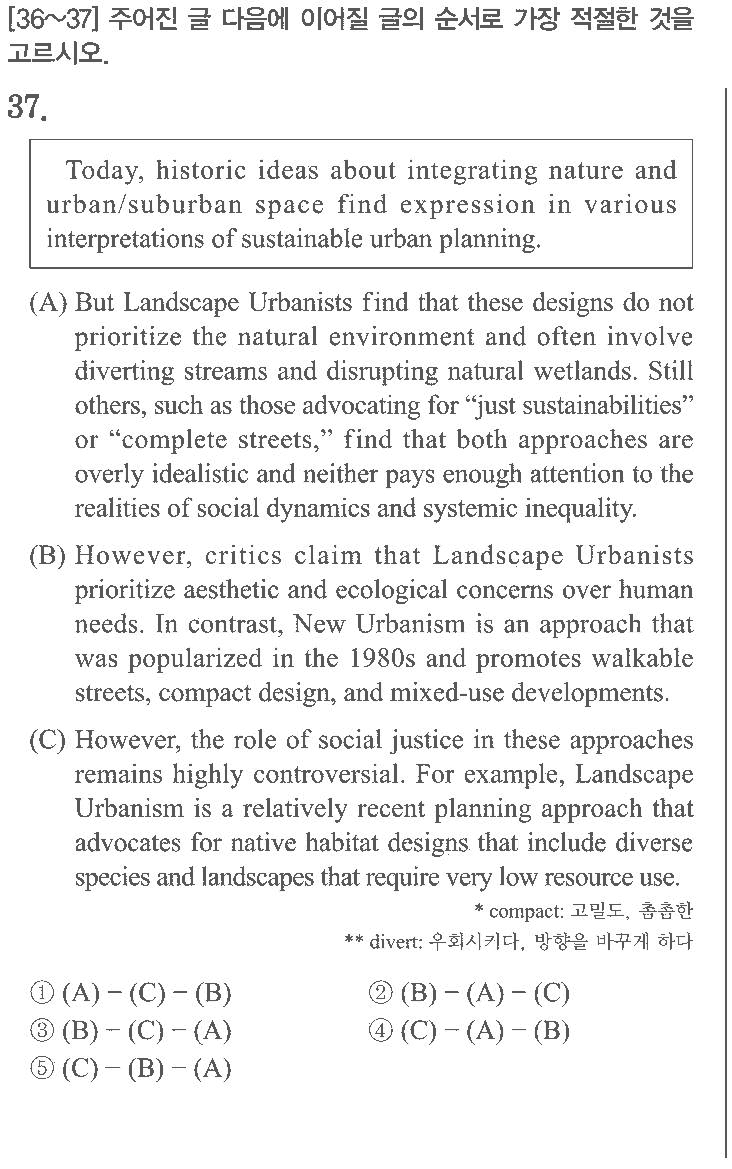 [36~37] 주어진 글 다음에 이어질 글의 순서로 가장 적절한 것을
고르시오.
37.
Today, historic ideas about integrating nature and
urban/suburban space find expression in various
interpretations of sustainable urban planning.
(A) But Landscape Urbanists find that these designs do not
prioritize the natural environment and often involve
diverting streams and disrupting natural wetlands. Still
others, such as those advocating for “just sustainabilities”
or “complete streets,” find that both approaches are
overly idealistic and neither pays enough attention to the
realities of social dynamics and systemic inequality.
(B) However, critics claim that Landscape Urbanists
prioritize aesthetic and ecological concerns over human
needs. In contrast, New Urbanism is an approach that
was popularized in the 1980s and promotes walkable
streets, compact design, and mixed-use developments.
(C) However, the role of social justice in these approaches
remains highly controversial. For example, Landscape
Urbanism is a relatively recent planning approach that
advocates for native habitat designs that include diverse
species and landscapes that require very low resource use.
* compact: 고밀도, 촘촘한
** divert: 우회시키다, 방향을 바꾸게 하다
① (A) − (C) − (B) ② (B) − (A) − (C)
③ (B) − (C) − (A) ④ (C) − (A) − (B)
⑤ (C) − (B) − (A)